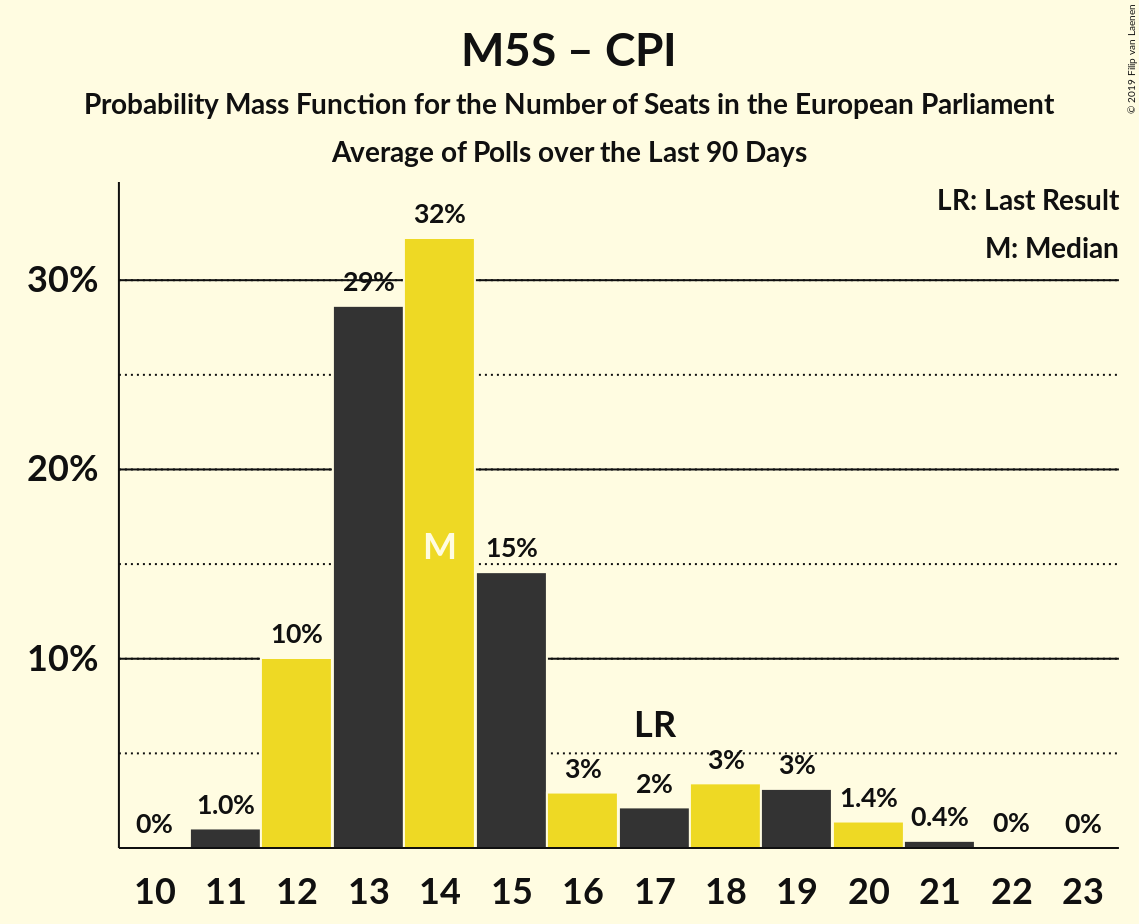 M5S – CPI
Probability Mass Function for the Number of Seats in the European Parliament
Average of Polls over the Last 90 Days
© 2019 Filip van Laenen
LR: Last Result
M: Median
30%
20%
10%
0%
1.0%
10%
29%
32%
M
15%
3%
LR
2%
3%
3%
1.4%
0.4%
0%
0%
10 11 12 13 14 15 16 17 18 19 20 21 22 23